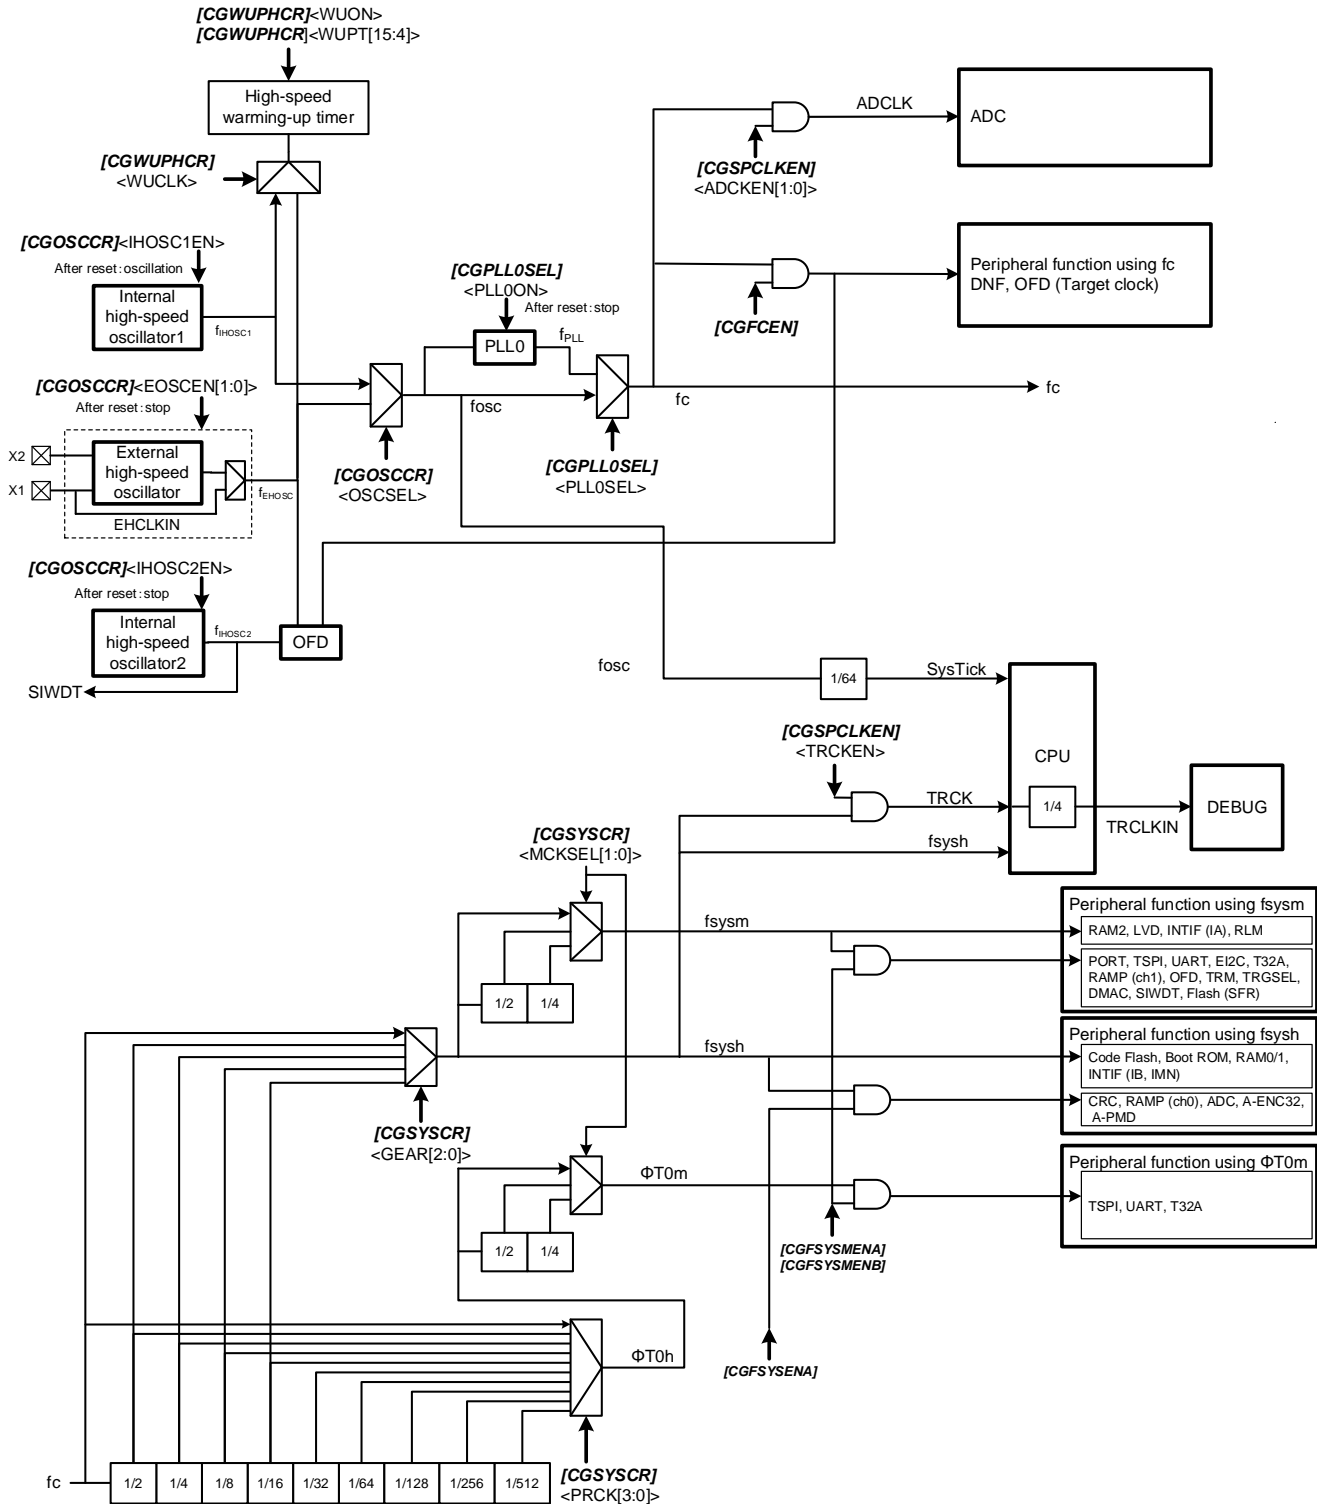 [CGWUPHCR]<WUON>
[CGWUPHCR]<WUPT[15:4]>
High-speed
warming-up timer
[CGWUPHCR]
<WUCLK>
ADCLK
ADC
[CGSPCLKEN]
<ADCKEN[1:0]>
[CGOSCCR]<IHOSC1EN>
After reset:oscillation
Internal
high-speed
oscillator1
fIHOSC1
[CGPLL0SEL]
<PLL0ON>
After reset:stop
PLL0
fPLL
Peripheral function using fc
DNF, OFD (Target clock)
[CGFCEN]
[CGOSCCR]<EOSCEN[1:0]>
After reset:stop
X2
X1
External
high-speed
oscillator
EHCLKIN
fEHOSC
fosc
fc
fc
[CGOSCCR]
<OSCSEL>
[CGPLL0SEL]
<PLL0SEL>
[CGOSCCR]<IHOSC2EN>
After reset:stop
Internal
high-speed
oscillator2
fIHOSC2
OFD
SIWDT
fosc
1/64
SysTick
[CGSPCLKEN]
<TRCKEN>
CPU
TRCK
1/4
TRCLKIN
DEBUG
fsysh
[CGSYSCR]
<MCKSEL[1:0]>
fsysm
1/2
1/4
Peripheral function using fsysm
RAM2, LVD, INTIF (IA), RLM
PORT, TSPI, UART, EI2C, T32A,
RAMP (ch1), OFD, TRM, TRGSEL,
DMAC, SIWDT, Flash (SFR)
fsysh
Peripheral function using fsysh
Code Flash, Boot ROM, RAM0/1,
INTIF (IB, IMN)
CRC, RAMP (ch0), ADC, A-ENC32,
A-PMD
[CGSYSCR]
<GEAR[2:0]>
ΦT0m
1/2
1/4
Peripheral function using ΦT0m
TSPI, UART, T32A
[CGFSYSMENA]
[CGFSYSMENB]
ΦT0h
[CGFSYSENA]
fc
1/2
1/4
1/8
1/16
1/32
1/64
1/128
1/256
1/512
[CGSYSCR]
<PRCK[3:0]>